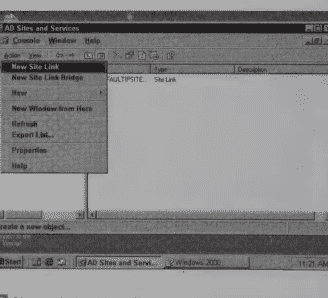 AD Sites and Services
Console Window Help
Action View
New Site Link
New Site Link Bridge
New
New Window from Here
Refresh
Export List...
Properties
Help
Type Description
FAULTIPSITE... Site Link
create a new object...
Start AD Sites and Servi... Windows 2000 11:21 AM